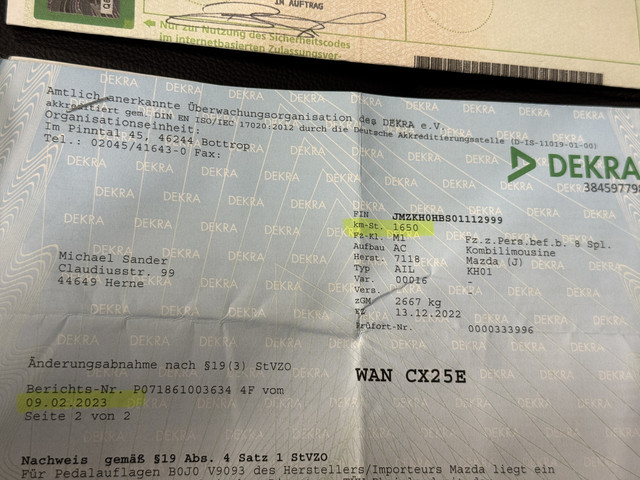 IN AUFTRAG
Nur zur Nutzung des Sicherheitscodes
im internetbasierten Zulassungsver-
Amtlich anerkannte Überwachungsorganisation des DEKRA e.V.
akkreditiert gem. DIN EN ISO/IEC 17020:2012 durch die Deutsche Akkreditierungsstelle (D-IS-11019-01-00)
Organisationseinheit:
Im Pinntal 45, 46244 Bottrop
Tel.: 02045/41643-0 Fax:
DEKRA
384597798
FIN JMZKH0HBS01112999
km-St. 1650
Fz-Kl. M1 Fz.z.Pers.bef.b. 8 Spl.
Aufbau AC Kombilimousine
Herst. 7118 Mazda (J)
Typ AIL KH01
Var. 00016 -
Vers. - -
zGM 2667 kg
EZ 13.12.2022
Prüfort-Nr. 0000333996
Michael Sander
Claudiusstr. 99
44649 Herne
Änderungsabnahme nach §19(3) StVZO
Berichts-Nr. P071861003634 4F vom
09.02.2023
Seite 2 von 2
WAN CX25E
Nachweis gemäß §19 Abs. 4 Satz 1 StVZO
Für Pedalauflagen B0J0 V9093 des Herstellers/Importeurs Mazda liegt ein